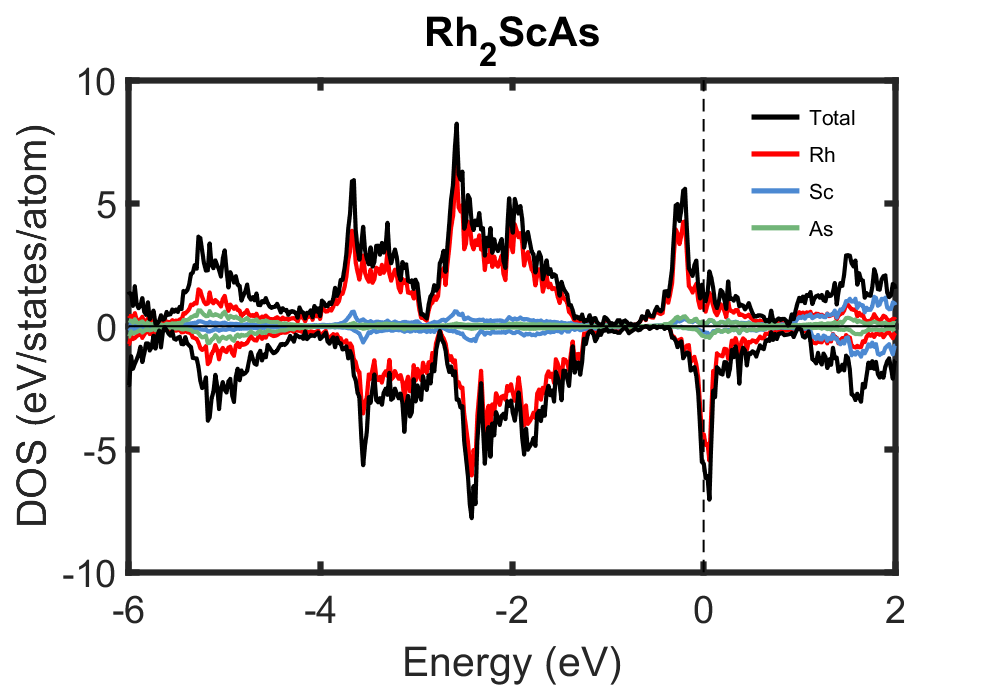 Rh2ScAs
10
5
0
-5
-10
DOS (eV/states/atom)
Total
Rh
Sc
As
-6
-4
-2
0
2
Energy (eV)